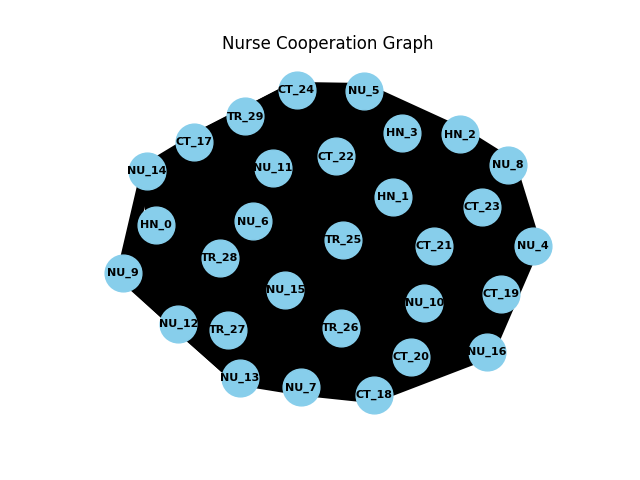 Nurse Cooperation Graph
CT_24
NU_5
TR_29
HN_3
HN_2
CT_17
CT_22
NU_8
NU_11
NU_14
HN_1
CT_23
NU_6
HN_0
TR_25
CT_21
NU_4
TR_28
NU_9
NU_15
CT_19
NU_10
NU_12
TR_27
TR_26
NU_16
CT_20
NU_13
NU_7
CT_18